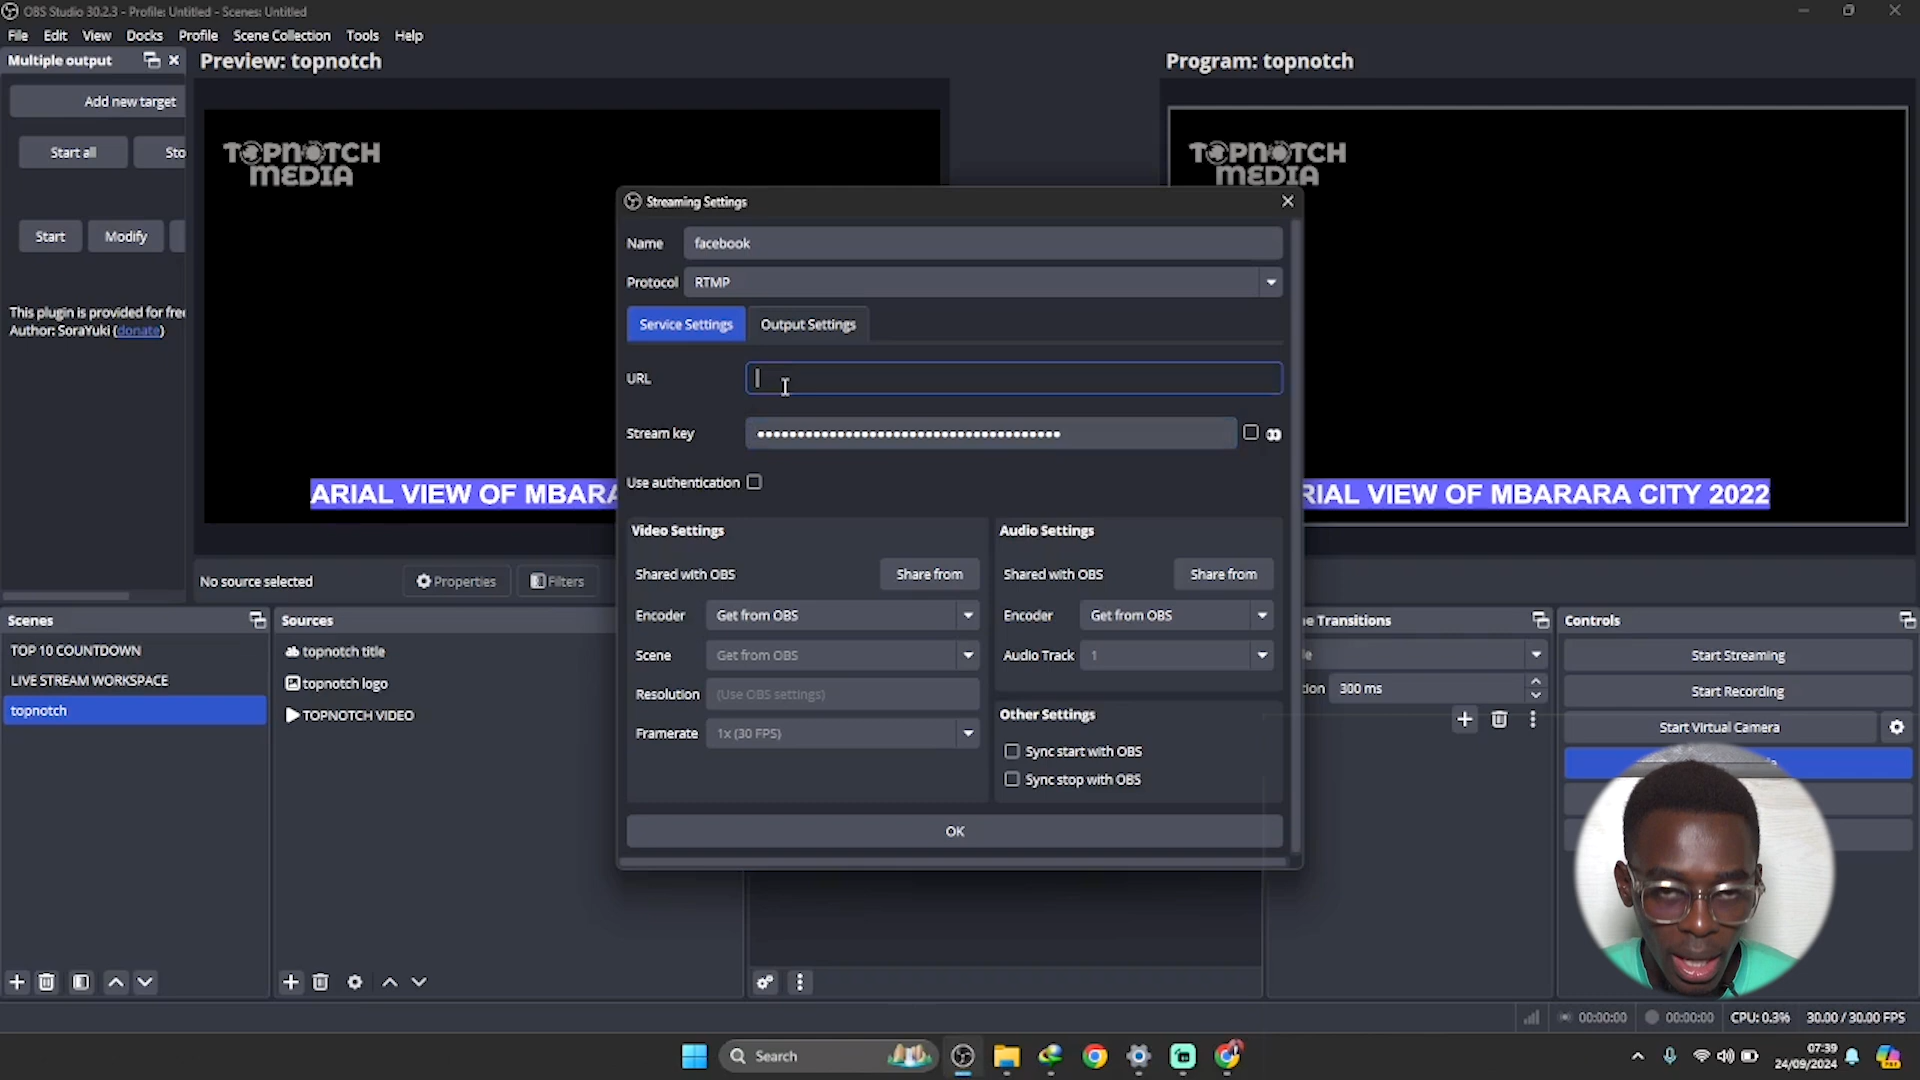 OBS Studio 30.2.3 - Profile: Untitled - Scenes: Untitled
File Edit View Docks Profile Scene Collection Tools Help
Multiple output
Add new target
Start all Sto
Start Modify
This plugin is provided for free
Author: SoraYuki (donate)
Preview: topnotch
TOPNOTCH
MEDIA
ARIAL VIEW OF MBARA
Program: topnotch
TOPNOTCH
MEDIA
RIAL VIEW OF MBARARA CITY 2022
Streaming Settings
Name facebook
Protocol RTMP
Service Settings Output Settings
URL
Stream key ••••••••••••••••••••••••••••••••••••••
Use authentication
Video Settings
Shared with OBS Share from
Encoder Get from OBS
Scene Get from OBS
Resolution (Use OBS settings)
Framerate 1x (30 FPS)
Audio Settings
Shared with OBS Share from
Encoder Get from OBS
Audio Track 1
Other Settings
Sync start with OBS
Sync stop with OBS
OK
No source selected Properties Filters
Scenes
TOP 10 COUNTDOWN
LIVE STREAM WORKSPACE
topnotch
Sources
topnotch title
topnotch logo
TOPNOTCH VIDEO
e Transitions
le
ion 300 ms
Controls
Start Streaming
Start Recording
Start Virtual Camera
00:00:00 00:00:00 CPU: 0.3% 30.00 / 30.00 FPS
Search
07:39
24/09/2024